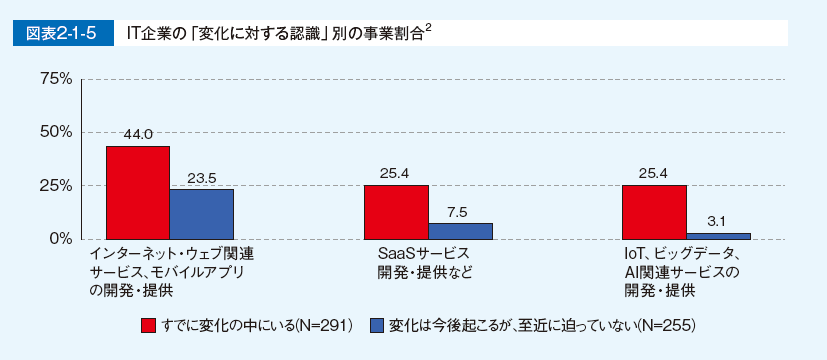 図表2-1-5 IT企業の「変化に対する認識」別の事業割合2
75%
50%
25%
0%
44.0
23.5
25.4
7.5
25.4
3.1
インターネット・ウェブ関連
サービス、モバイルアプリ
の開発・提供
SaaSサービス
開発・提供など
IoT、ビッグデータ、
AI関連サービスの
開発・提供
すでに変化の中にいる(N=291) 変化は今後起こるが、至近に迫っていない(N=255)